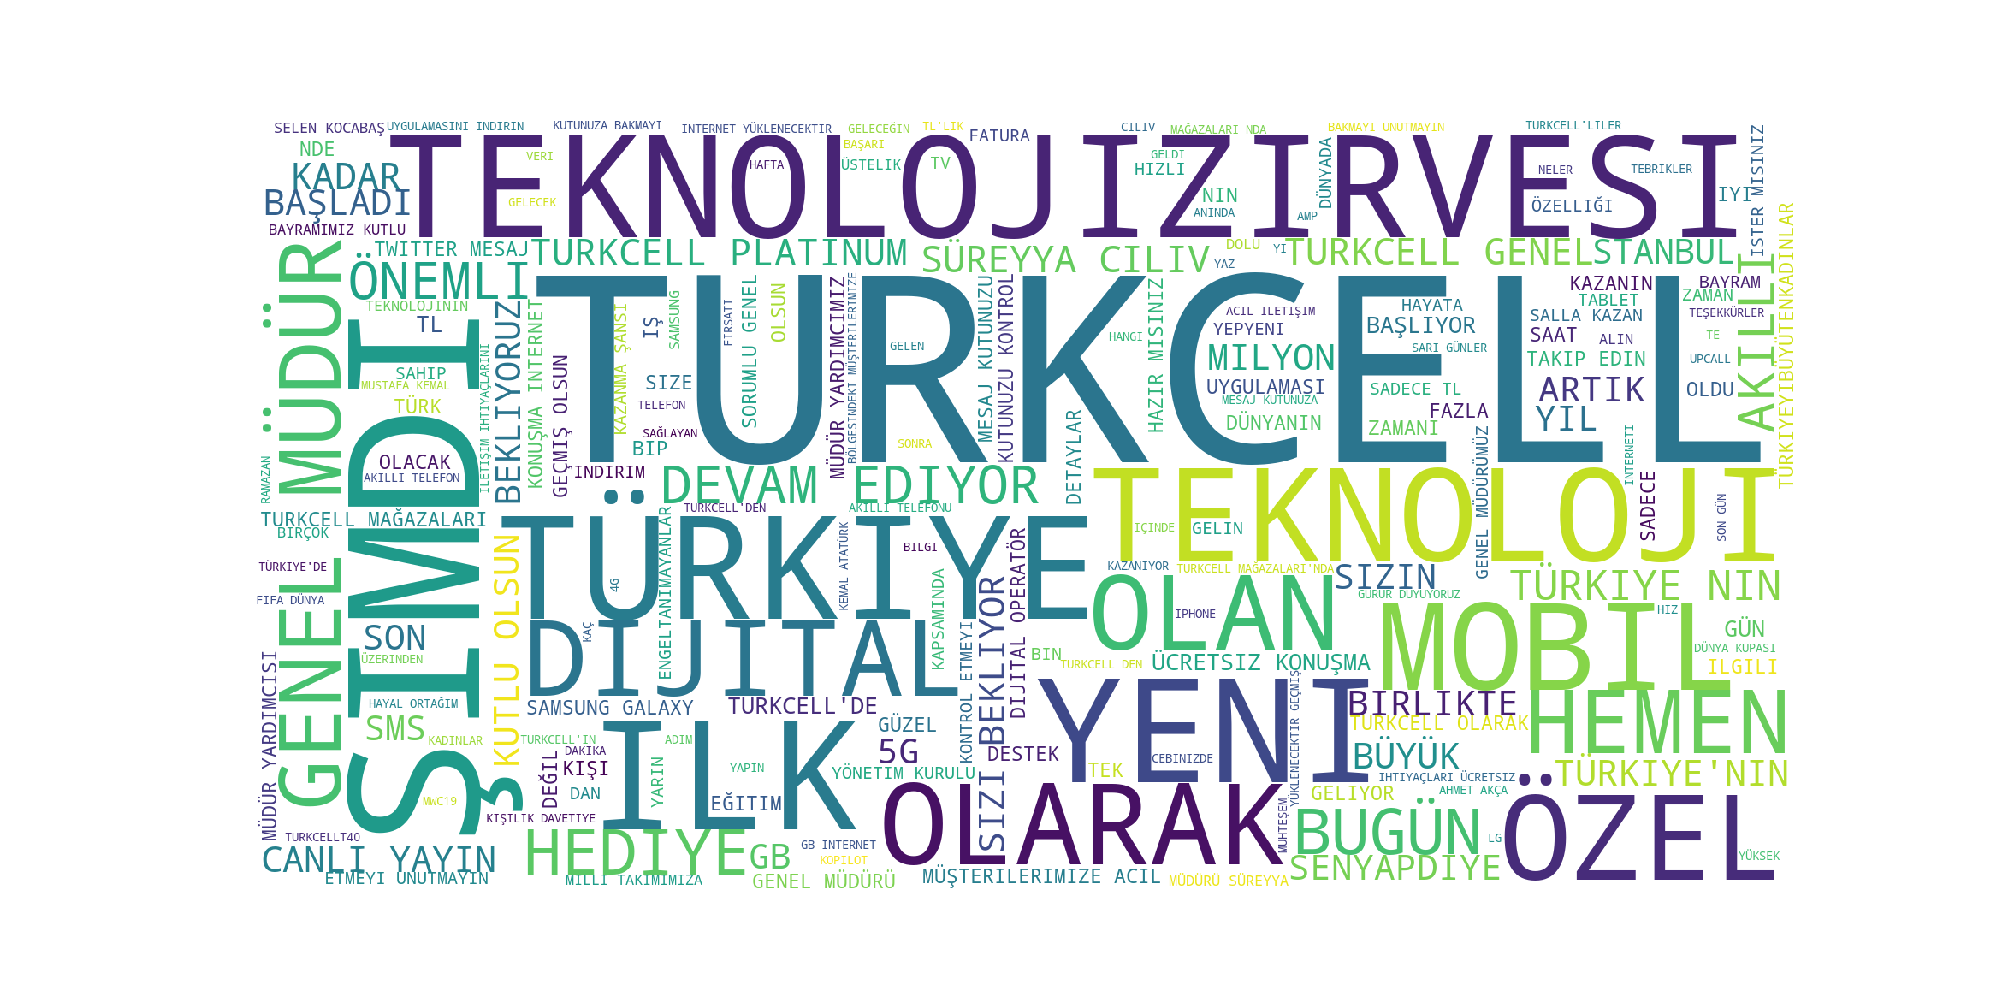 SELEN KOCABAŞ
UYGULAMASINI INDIRIN
KUTUNUZA BAKMAYI
INTERNET YÜKLENECEKTIR
GELECEĞIN
TL'LIK
FATURA
CILIV
MAĞAZALARI NDA
BAKMAYI UNUTMAYIN
TURKCELL'LILER
NDE
VERI
HAFTA
BAŞARI
ÜSTELIK
TV
GELDI
HIZLI
DÜNYADA
NELER
TEBRIKLER
ISTER MISINIZ
TEKNOLOJIZIRVESI
KADAR
BAŞLADI
GELECEK
NIN
ANINDA
AMP
ÖZELLIĞI
IYI
BAYRAMIMIZ KUTLU
TWITTER MESAJ
TURKCELL PLATINUM
SÜREYYA CILIV
DOLU
YI
YAZ
TURKCELL GENEL
STANBUL
TÜRKIYEYIBÜYÜTENKADINLAR
GENEL MÜDÜR
ÖNEMLI
TURKCELL
TEKNOLOJININ
TL
SAHIP
MUSTAFA KEMAL
TÜRK
ILETIŞIM IHTIYAÇLARINI
BEKLIYORUZ
KONUŞMA INTERNET
GEÇMIŞ OLSUN
KAZANMA ŞANSI
IŞ
SAMSUNG
FIRSATI
SORUMLU GENEL
OLSUN
MÜDÜR YARDIMCIMIZ
BÖLGESINDEKI MÜŞTERILERIMIZE
SIZE
TELEFON
SAĞLAYAN
BIP
INDIRIM
GELEN
SONRA
MESAJ KUTUNUZU
KUTUNUZU KONTROL
DETAYLAR
HANGI
HAZIR MISINIZ
ACIL ILETIŞIM
YEPYENI
MILYON
UYGULAMASI
MESAJ KUTUNUZA
DÜNYANIN
HAYATA
BAŞLIYOR
SARI GÜNLER
SADECE TL
FAZLA
ZAMANI
KAZANIN
TABLET
SALLA KAZAN
SAAT
ALIN
TAKIP EDIN
ARTIK
YIL
BAYRAM
ZAMAN
TEŞEKKÜRLER
TE
UPCALL
OLDU
AKILLI
ŞIMDI
OLACAK
AKILLI TELEFON
RAMAZAN
DEVAM EDIYOR
TEKNOLOJI
GENEL MÜDÜRÜMÜZ
INTERNETI
SADECE
SON GÜN
TURKCELL MAĞAZALARI
BIRÇOK
TÜRKIYE'DE
FIFA DÜNYA
KUTLU OLSUN
TURKCELL'DEN
AKILLI TELEFONU
TÜRKIYE
4G
ENGELTANIMAYANLAR
KEMAL ATATÜRK
BILGI
IÇINDE
GELIN
KAZANIYOR
TURKCELL MAĞAZALARI'NDA
SIZIN
GURUR DUYUYORUZ
TÜRKIYE NIN
SON
ÜZERINDEN
KAÇ
DIJITAL
KAPSAMINDA
SIZI BEKLIYOR
DIJITAL OPERATÖR
OLAN
IPHONE
MOBIL
HIZ
GÜN
DÜNYA KUPASI
ILGILI
BIN
TURKCELL DEN
ÜCRETSIZ KONUŞMA
MÜDÜR YARDIMCISI
HAYAL ORTAĞIM
SMS
KADINLAR
SAMSUNG GALAXY
TURKCELL'DE
GÜZEL
KONTROL ETMEYI
YENI
YÜKLENECEKTIR GEÇMIŞ
BIRLIKTE
TURKCELL OLARAK
HEMEN
TURKCELL'IN
DAKIKA
ADIM
5G
DESTEK
CEBINIZDE
BÜYÜK
KIŞI
DEĞIL
DAN
YARIN
ILK
YAPIN
YÖNETIM KURULU
TEK
IHTIYAÇLARI ÜCRETSIZ
TÜRKIYE'NIN
MWC19
KIŞILIK DAVETIYE
EĞITIM
OLARAK
MUHTEŞEM
GELIYOR
AHMET AKÇA
ÖZEL
TURKCELLT40
HEDIYE
GB
GB INTERNET
KOPILOT
BUGÜN
LG
YÜKSEK
CANLI YAYIN
ETMEYI UNUTMAYIN
MILLI TAKIMIMIZA
GENEL MÜDÜRÜ
MÜŞTERILERIMIZE ACIL
VÜDÜRÜ SÜREYYA
SENYAPDIYE